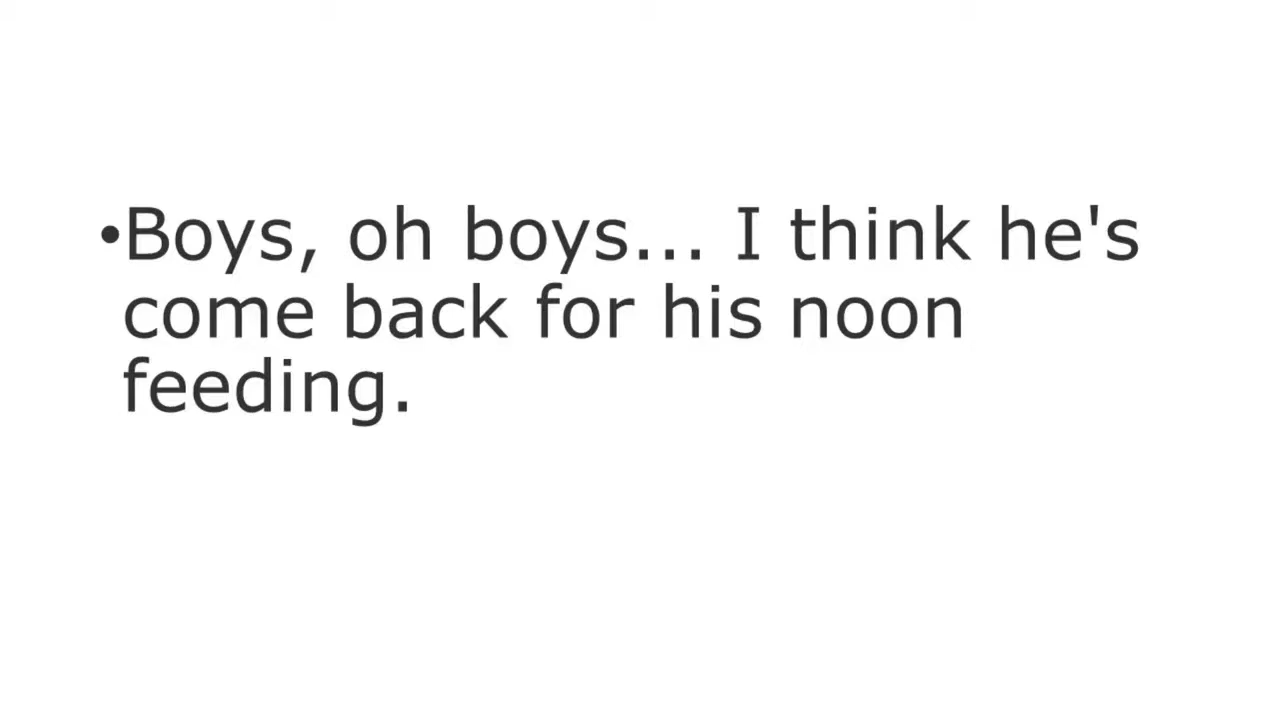 •Boys, oh boys... I think he's
come back for his noon
feeding.